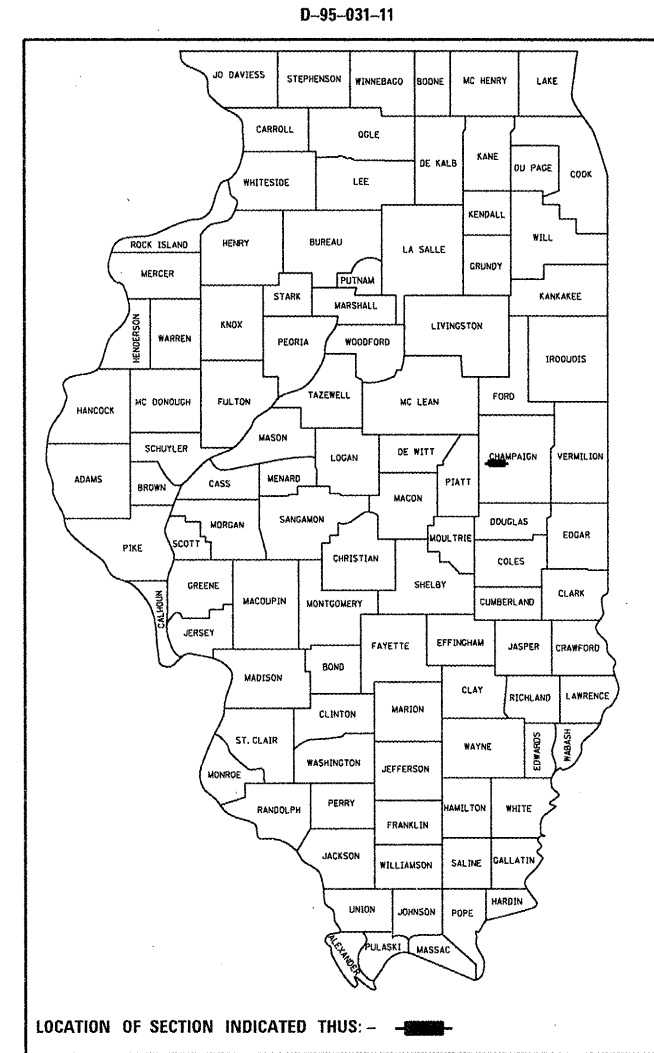 D-95-031-11
JO DAVIESS STEPHENSON WINNEBAGO BOONE MC HENRY LAKE
CARROLL OGLE DE KALB KANE DU PAGE COOK
WHITESIDE LEE
KENDALL WILL
ROCK ISLAND HENRY BUREAU LA SALLE GRUNDY
MERCER PUTNAM KANKAKEE
HENDERSON WARREN KNOX STARK MARSHALL LIVINGSTON
PEORIA WOODFORD IROQUOIS
HANCOCK MC DONOUGH FULTON TAZEWELL MC LEAN FORD
SCHUYLER MASON LOGAN DE WITT CHAMPAIGN VERMILION
ADAMS BROWN CASS MENARD MACON PIATT
PIKE SCOTT MORGAN SANGAMON MOULTRIE DOUGLAS EDGAR
CHRISTIAN COLES
CALHOUN GREENE MACOUPIN MONTGOMERY SHELBY CUMBERLAND CLARK
JERSEY FAYETTE EFFINGHAM JASPER CRAWFORD
MADISON BOND CLAY RICHLAND LAWRENCE
CLINTON MARION
ST. CLAIR WASHINGTON WAYNE EDWARDS WABASH
MONROE JEFFERSON
RANDOLPH PERRY FRANKLIN HAMILTON WHITE
JACKSON WILLIAMSON SALINE GALLATIN
UNION JOHNSON POPE HARDIN
ALEXANDER PULASKI MASSAC
LOCATION OF SECTION INDICATED THUS: -